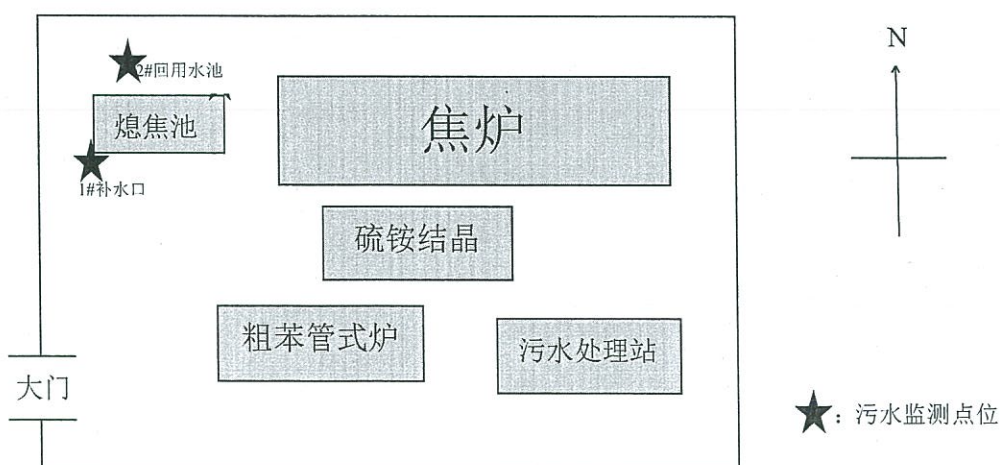 N
2#回用水池
熄焦池
焦炉
1#补水口
硫铵结晶
粗苯管式炉
污水处理站
大门
★：污水监测点位